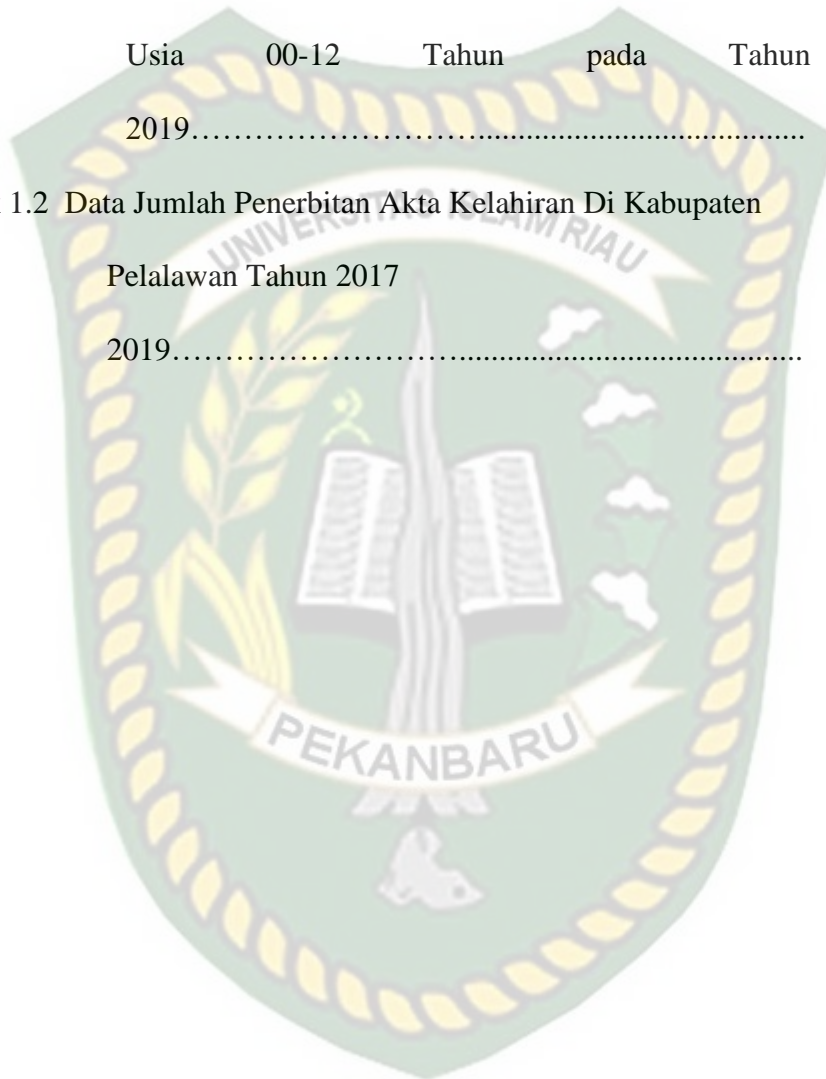 Usia 00-12 Tahun pada Tahun
2019……………………….........................................
1.2 Data Jumlah Penerbitan Akta Kelahiran Di Kabupaten
Pelalawan Tahun 2017
2019………………………...........................................
UNIVERSITAS ISLAM RIAU
PEKANBARU